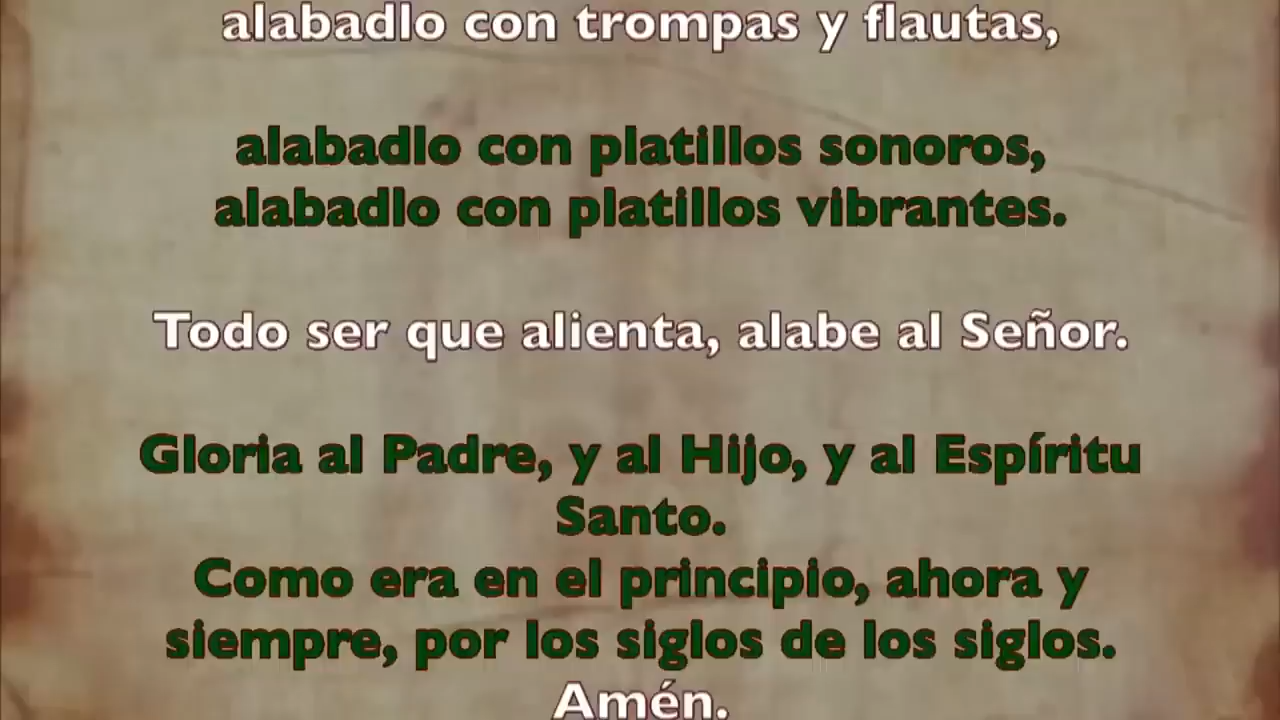 alabadlo con trompas y flautas,
alabadlo con platillos sonoros,
alabadlo con platillos vibrantes.
Todo ser que alienta, alabe al Señor.
Gloria al Padre, y al Hijo, y al Espíritu
Santo.
Como era en el principio, ahora y
siempre, por los siglos de los siglos.
Amén.